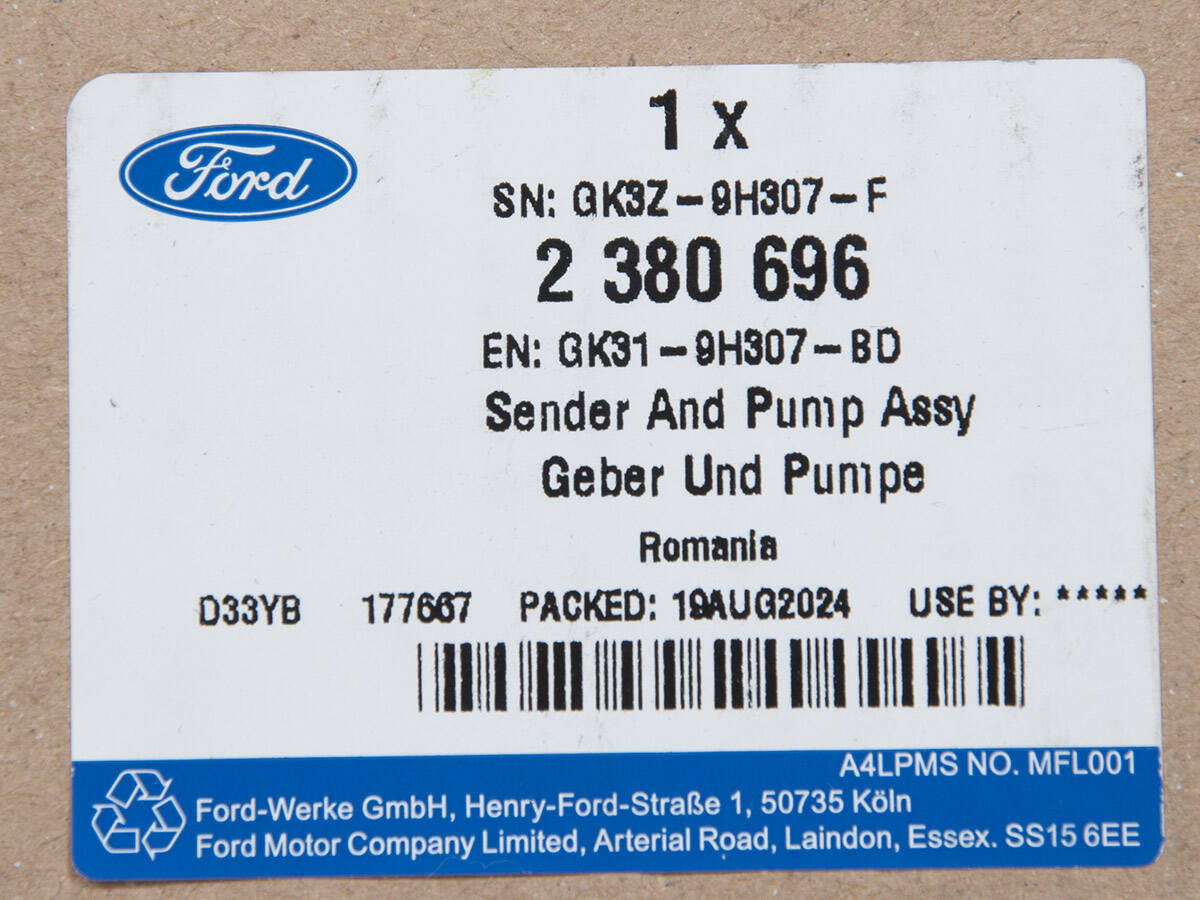 Ford
1 x
SN: GK3Z-9H307-F
2 380 696
EN: GK31-9H307-BD
Sender And Pump Assy
Geber Und Pumpe
Romania
D33YB 177667 PACKED: 19AUG2024 USE BY: *****
A4LPMS NO. MFL001
Ford-Werke GmbH, Henry-Ford-Straße 1, 50735 Köln
Ford Motor Company Limited, Arterial Road, Laindon, Essex. SS15 6EE